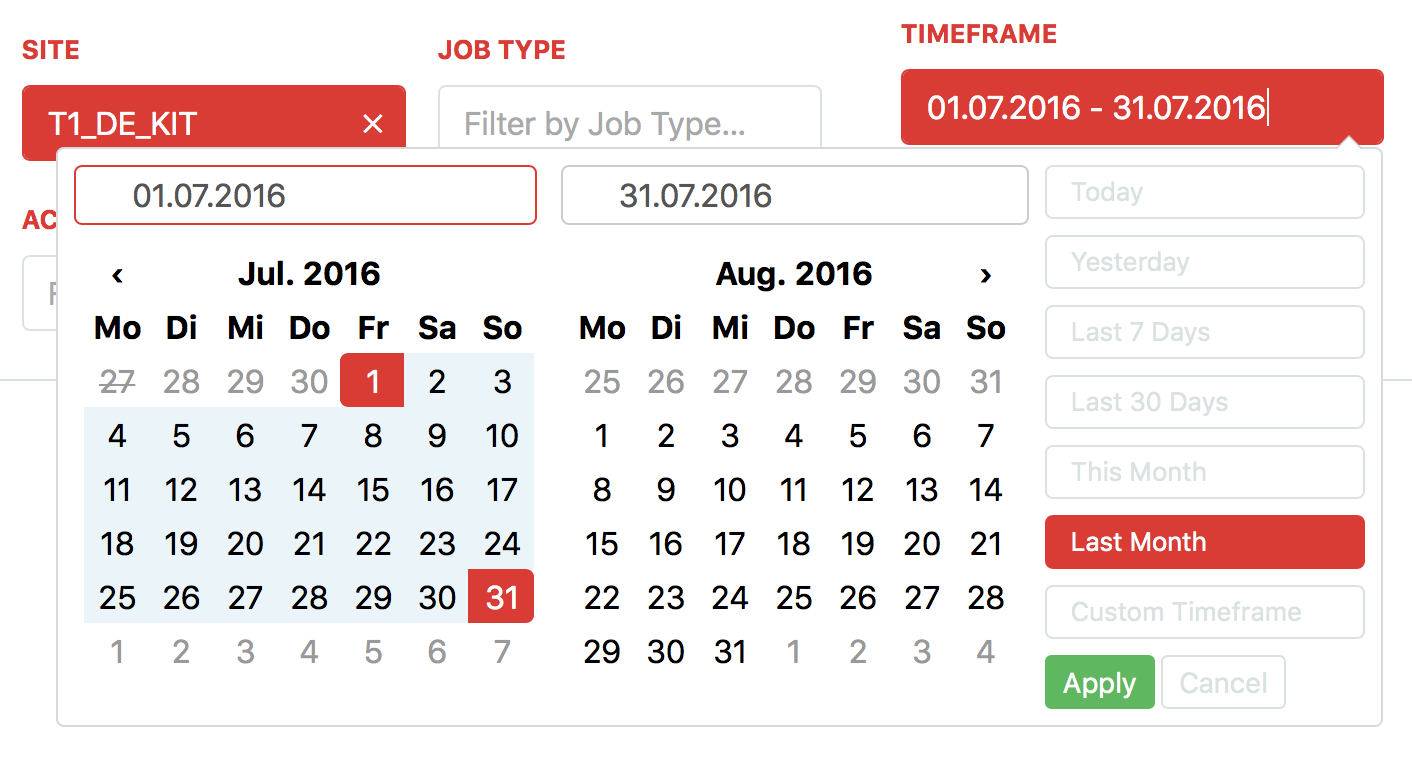 SITE JOB TYPE TIMEFRAME
T1_DE_KIT × Filter by Job Type... 01.07.2016 - 31.07.2016
AC
01.07.2016 31.07.2016
‹ Jul. 2016
Mo Di Mi Do Fr Sa So
27 28 29 30 1 2 3
4 5 6 7 8 9 10
11 12 13 14 15 16 17
18 19 20 21 22 23 24
25 26 27 28 29 30 31
1 2 3 4 5 6 7
Aug. 2016 ›
Mo Di Mi Do Fr Sa So
25 26 27 28 29 30 31
1 2 3 4 5 6 7
8 9 10 11 12 13 14
15 16 17 18 19 20 21
22 23 24 25 26 27 28
29 30 31 1 2 3 4
Today
Yesterday
Last 7 Days
Last 30 Days
This Month
Last Month
Custom Timeframe
Apply Cancel